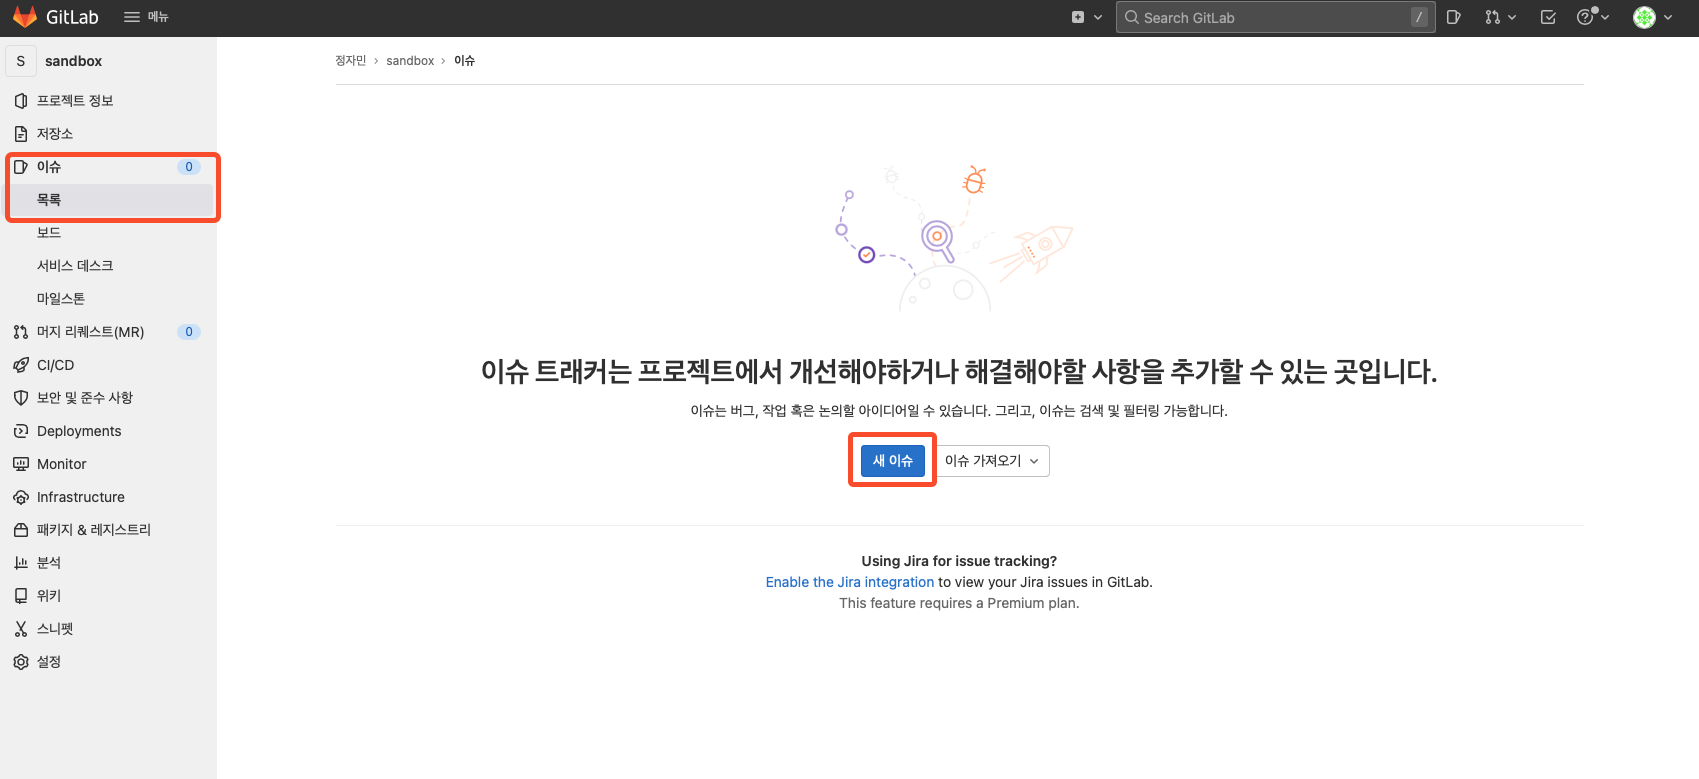 GitLab 메뉴 Search GitLab /
S sandbox
정자민 › sandbox › 이슈
프로젝트 정보
저장소
이슈 0
목록
보드
서비스 데스크
마일스톤
머지 리퀘스트(MR) 0
CI/CD
보안 및 준수 사항
Deployments
Monitor
Infrastructure
패키지 & 레지스트리
분석
위키
스니펫
설정
이슈 트래커는 프로젝트에서 개선해야하거나 해결해야할 사항을 추가할 수 있는 곳입니다.
이슈는 버그, 작업 혹은 논의할 아이디어일 수 있습니다. 그리고, 이슈는 검색 및 필터링 가능합니다.
새 이슈 이슈 가져오기
Using Jira for issue tracking?
Enable the Jira integration to view your Jira issues in GitLab.
This feature requires a Premium plan.